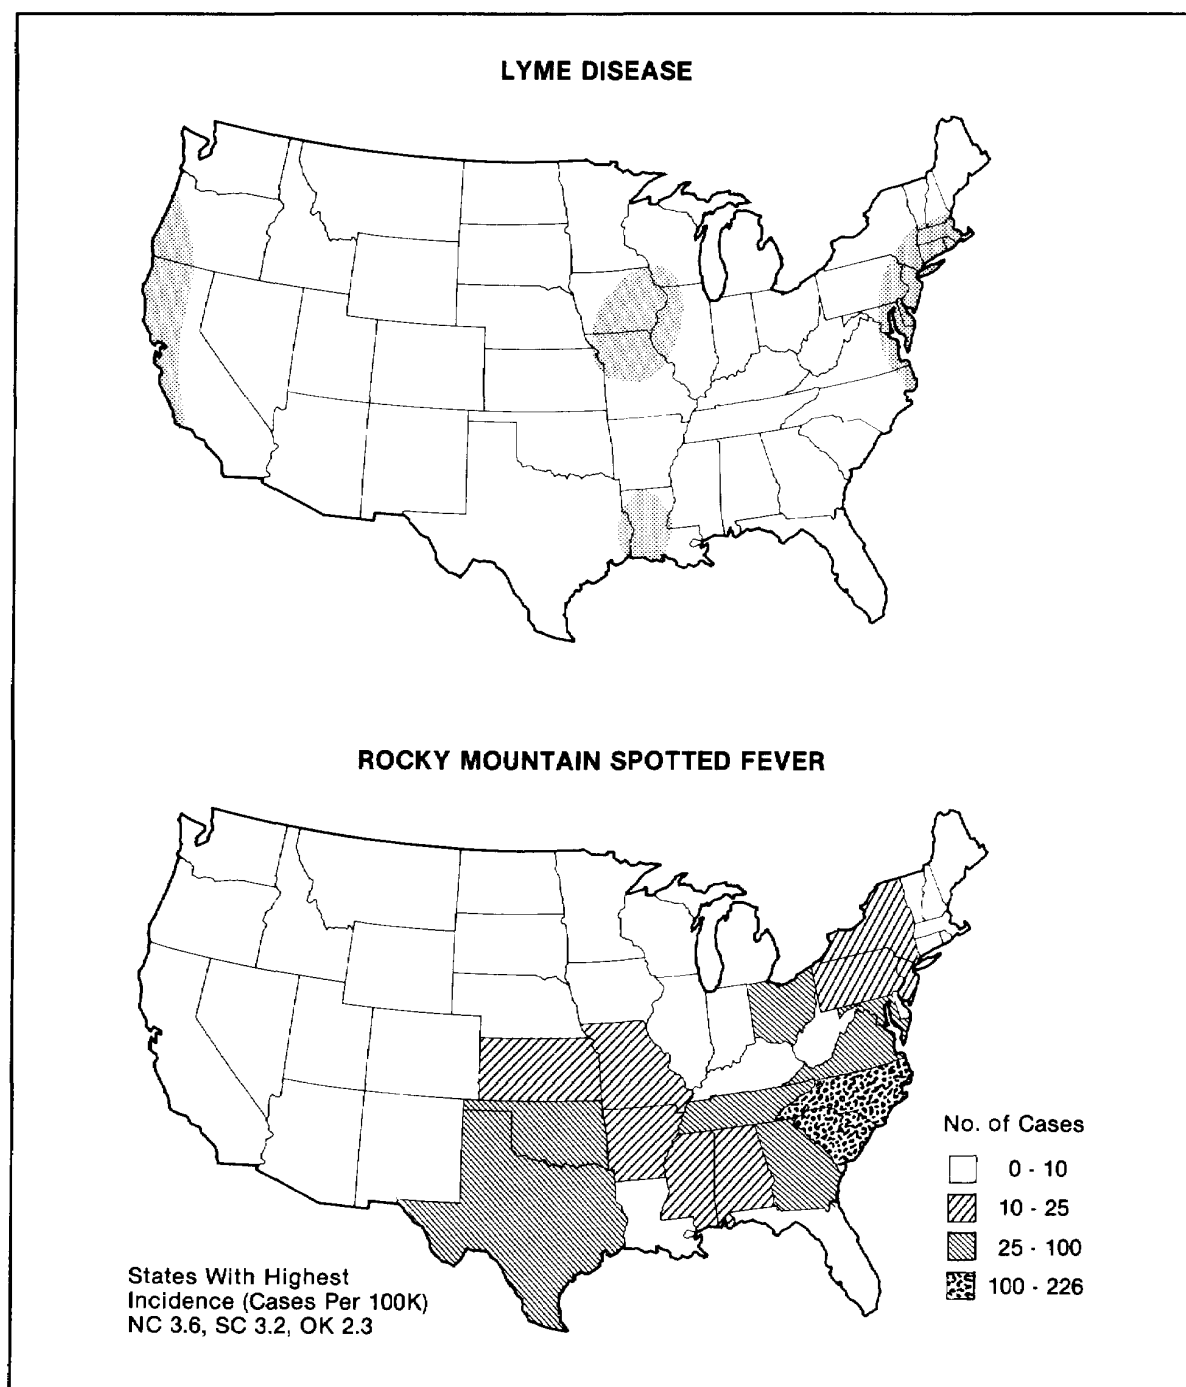 LYME DISEASE
ROCKY MOUNTAIN SPOTTED FEVER
No. of Cases
0 - 10
10 - 25
25 - 100
100 - 226
States With Highest
Incidence (Cases Per 100K)
NC 3.6, SC 3.2, OK 2.3